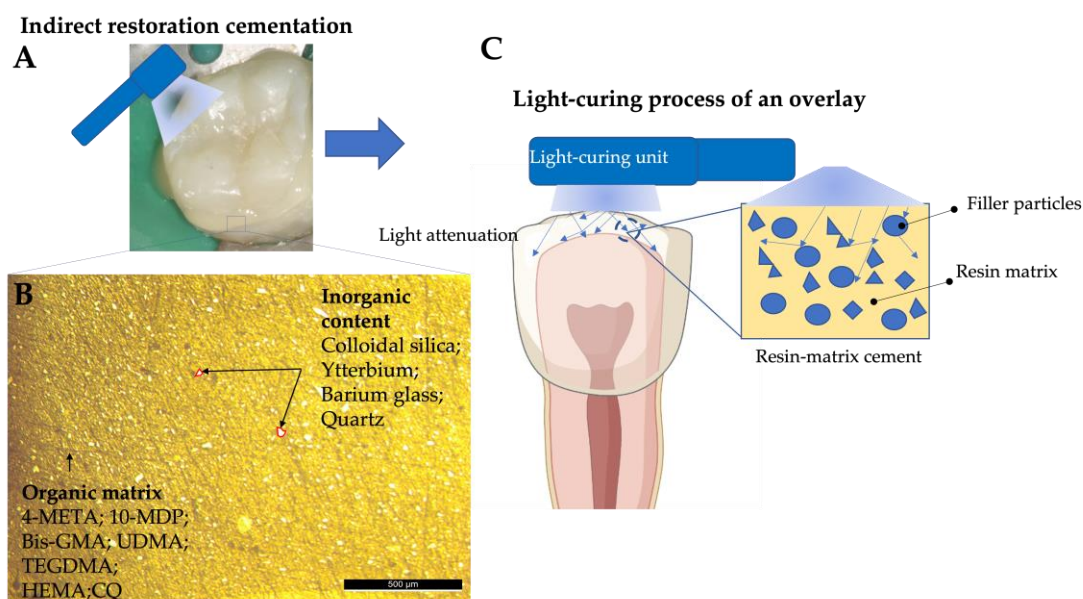 Indirect restoration cementation
A
B
Inorganic
content
Colloidal silica;
Ytterbium;
Barium glass;
Quartz
Organic matrix
4-META; 10-MDP;
Bis-GMA; UDMA;
TEGDMA;
HEMA;CQ
500 µm
C
Light-curing process of an overlay
Light-curing unit
Light attenuation
Filler particles
Resin matrix
Resin-matrix cement